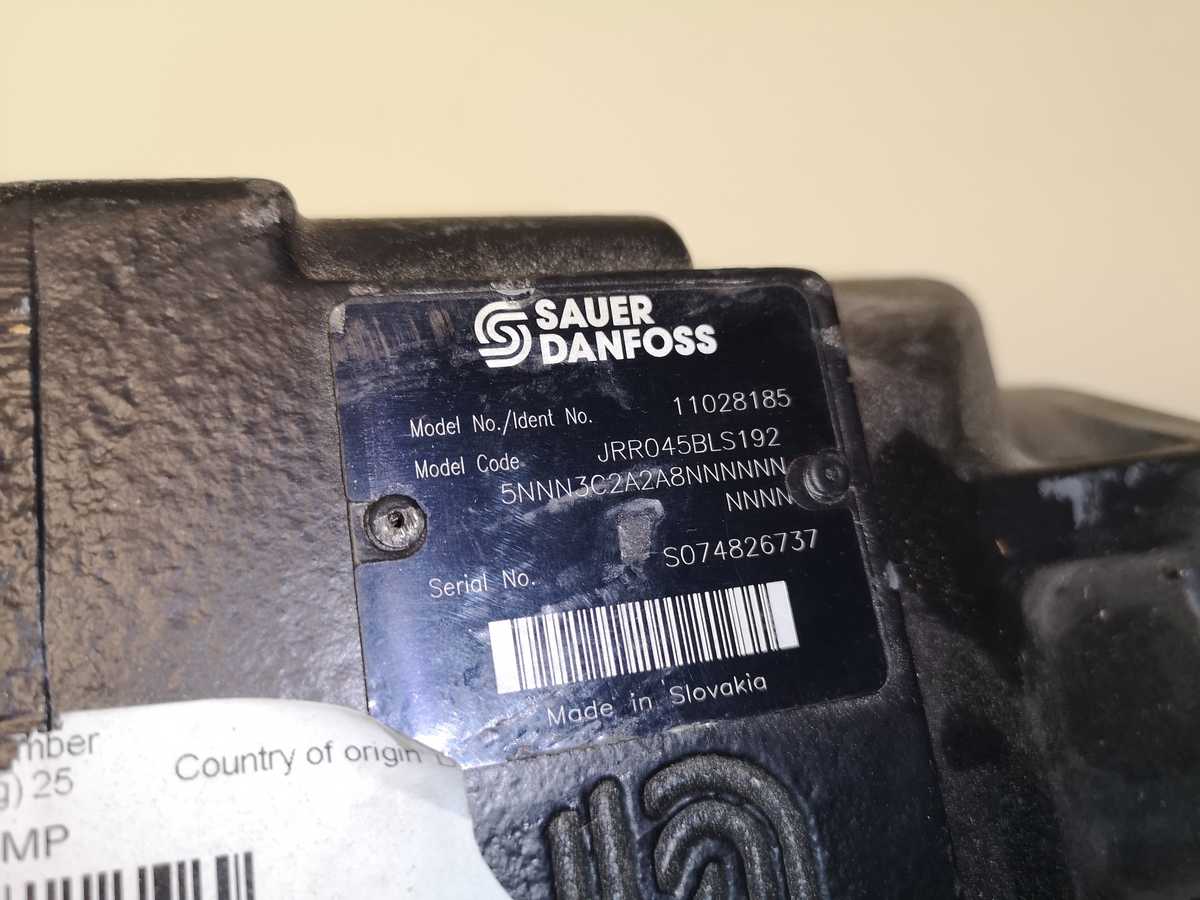 SAUER
DANFOSS
Model No./Ident No. 11028185
Model Code JRR045BLS192
5NNN3C2A2A8NNNNNN
NNNN
Serial No. S074826737
Made in Slovakia
Country of origin
25
MP